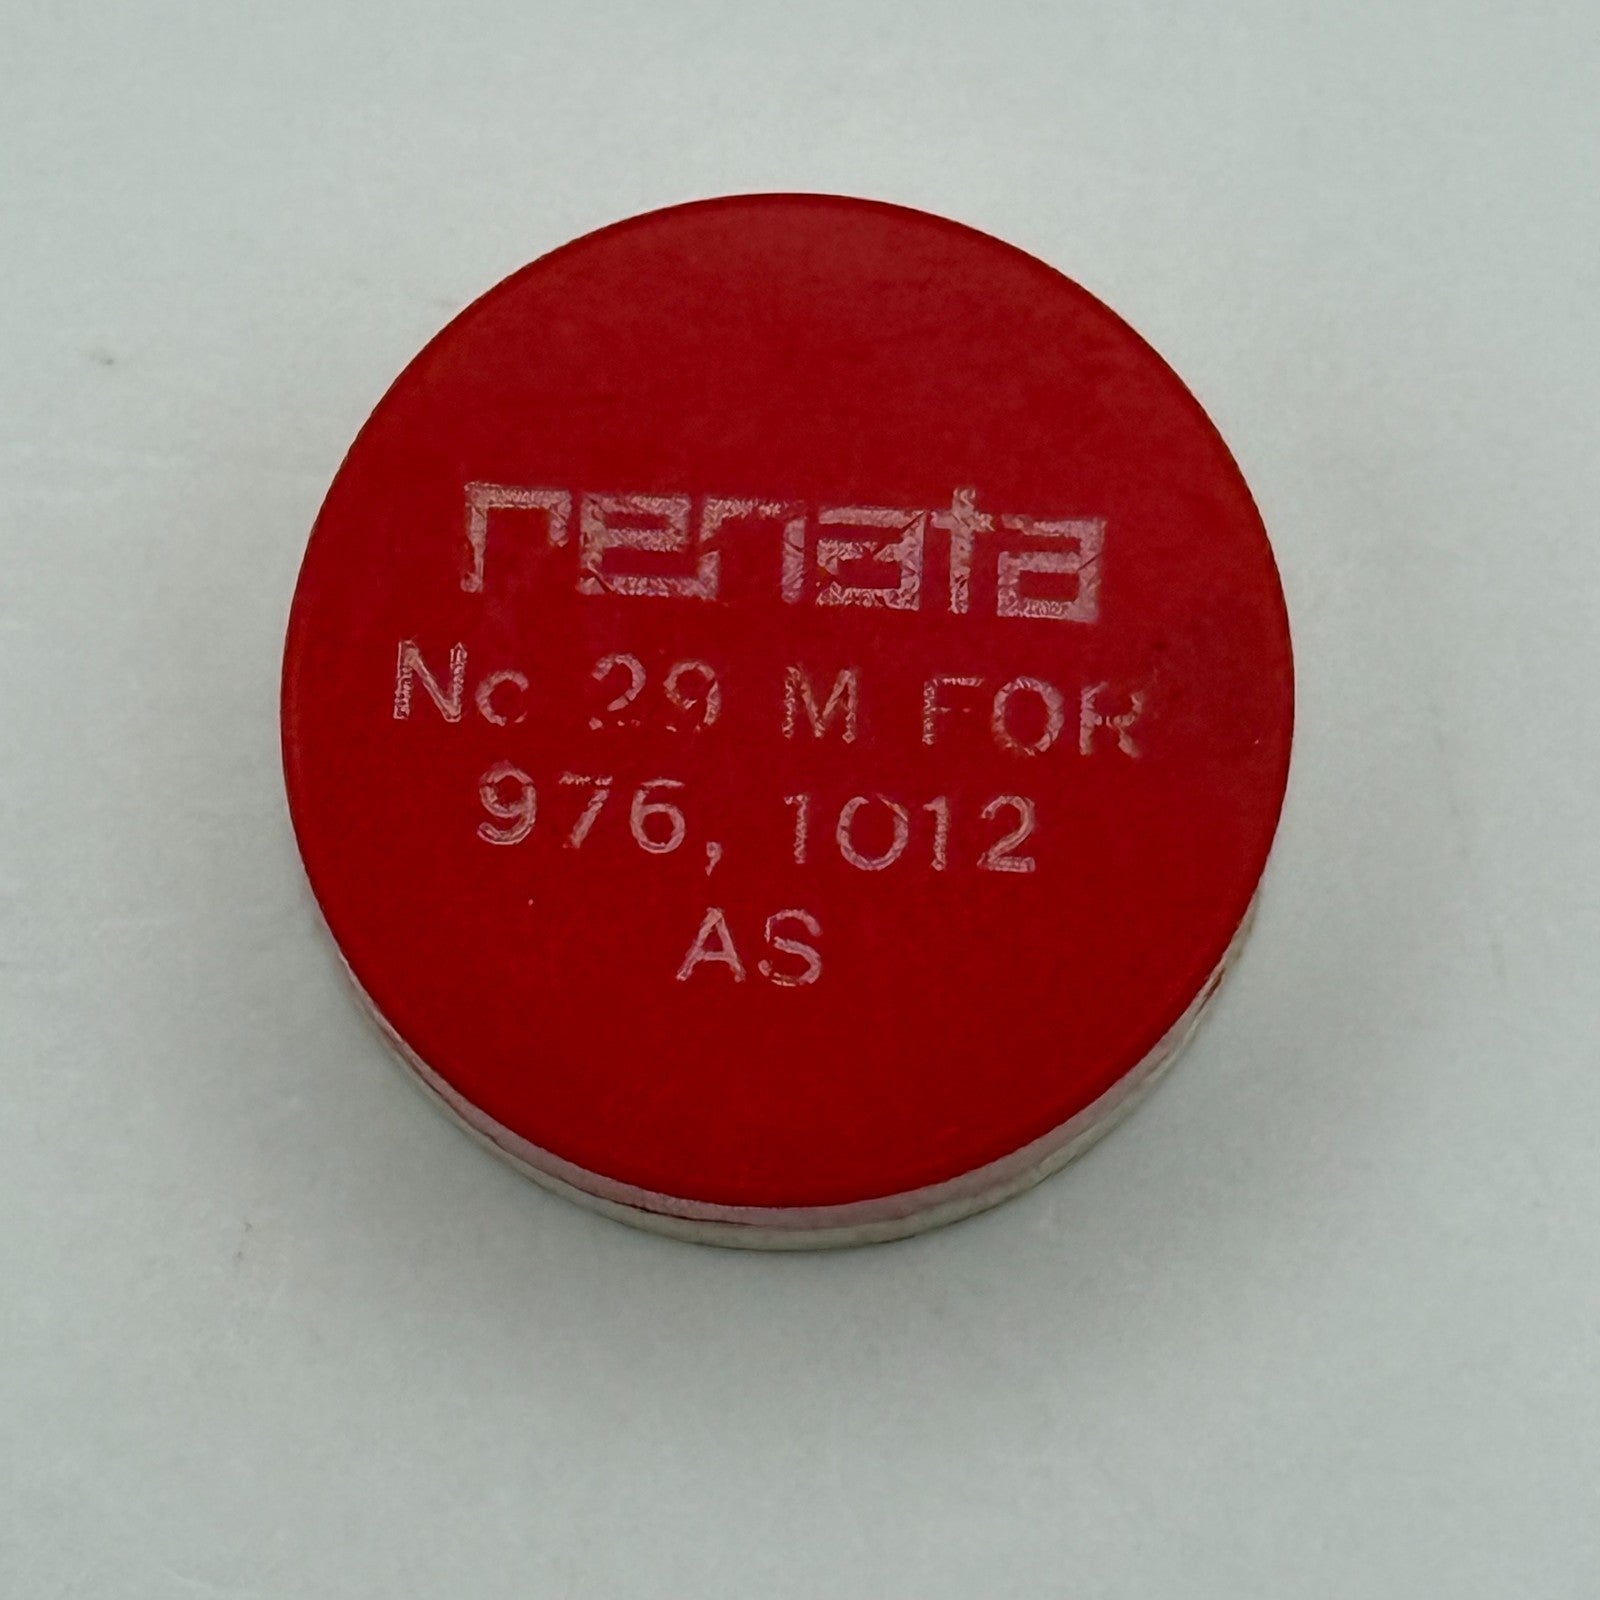 renata
No 29 M FOR
976, 1012
AS